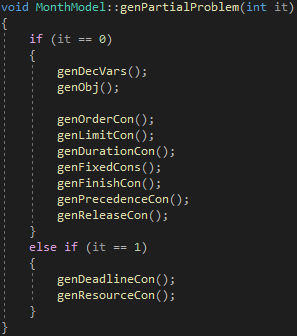 void MonthModel::genPartialProblem(int it)
{
if (it == 0)
{
genDecVars();
genObj();
genOrderCon();
genLimitCon();
genDurationCon();
genFixedCons();
genFinishCon();
genPrecedenceCon();
genReleaseCon();
}
else if (it == 1)
{
genDeadlineCon();
genResourceCon();
}
}